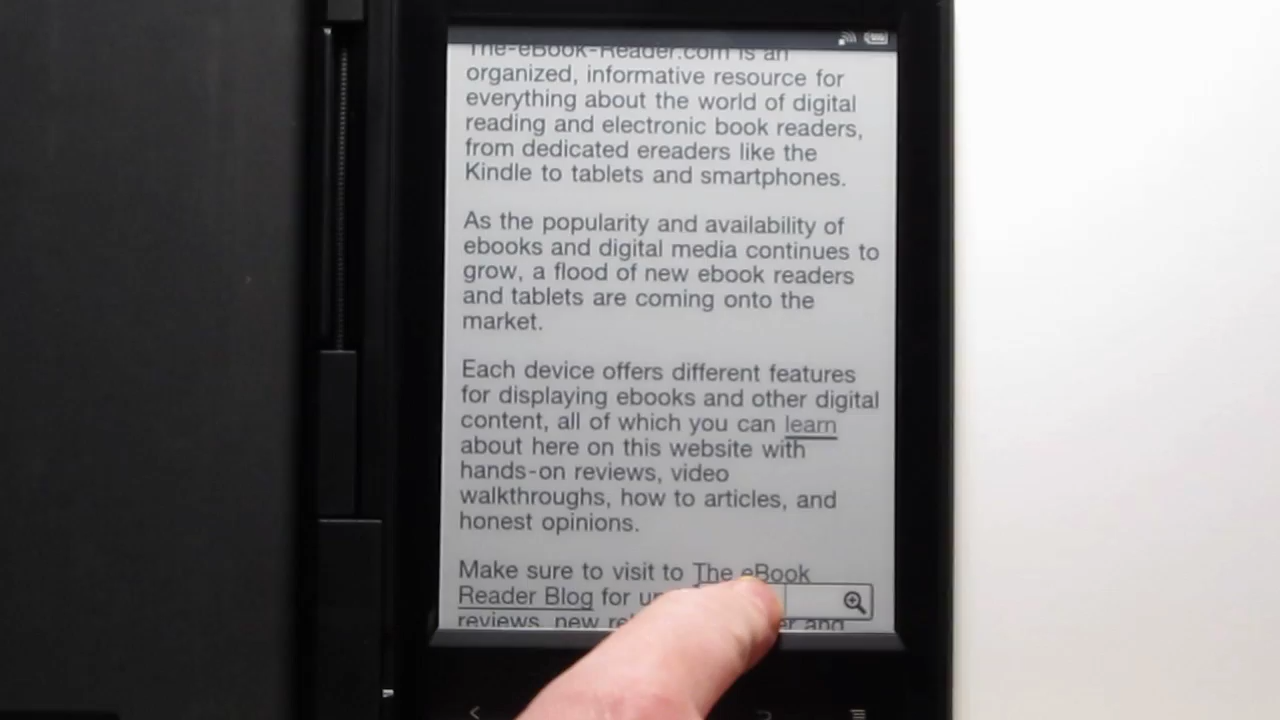 The-eBook-Reader.com is an
organized, informative resource for
everything about the world of digital
reading and electronic book readers,
from dedicated ereaders like the
Kindle to tablets and smartphones.
As the popularity and availability of
ebooks and digital media continues to
grow, a flood of new ebook readers
and tablets are coming onto the
market.
Each device offers different features
for displaying ebooks and other digital
content, all of which you can learn
about here on this website with
hands-on reviews, video
walkthroughs, how to articles, and
honest opinions.
Make sure to visit to The eBook
Reader Blog for
reviews, new and